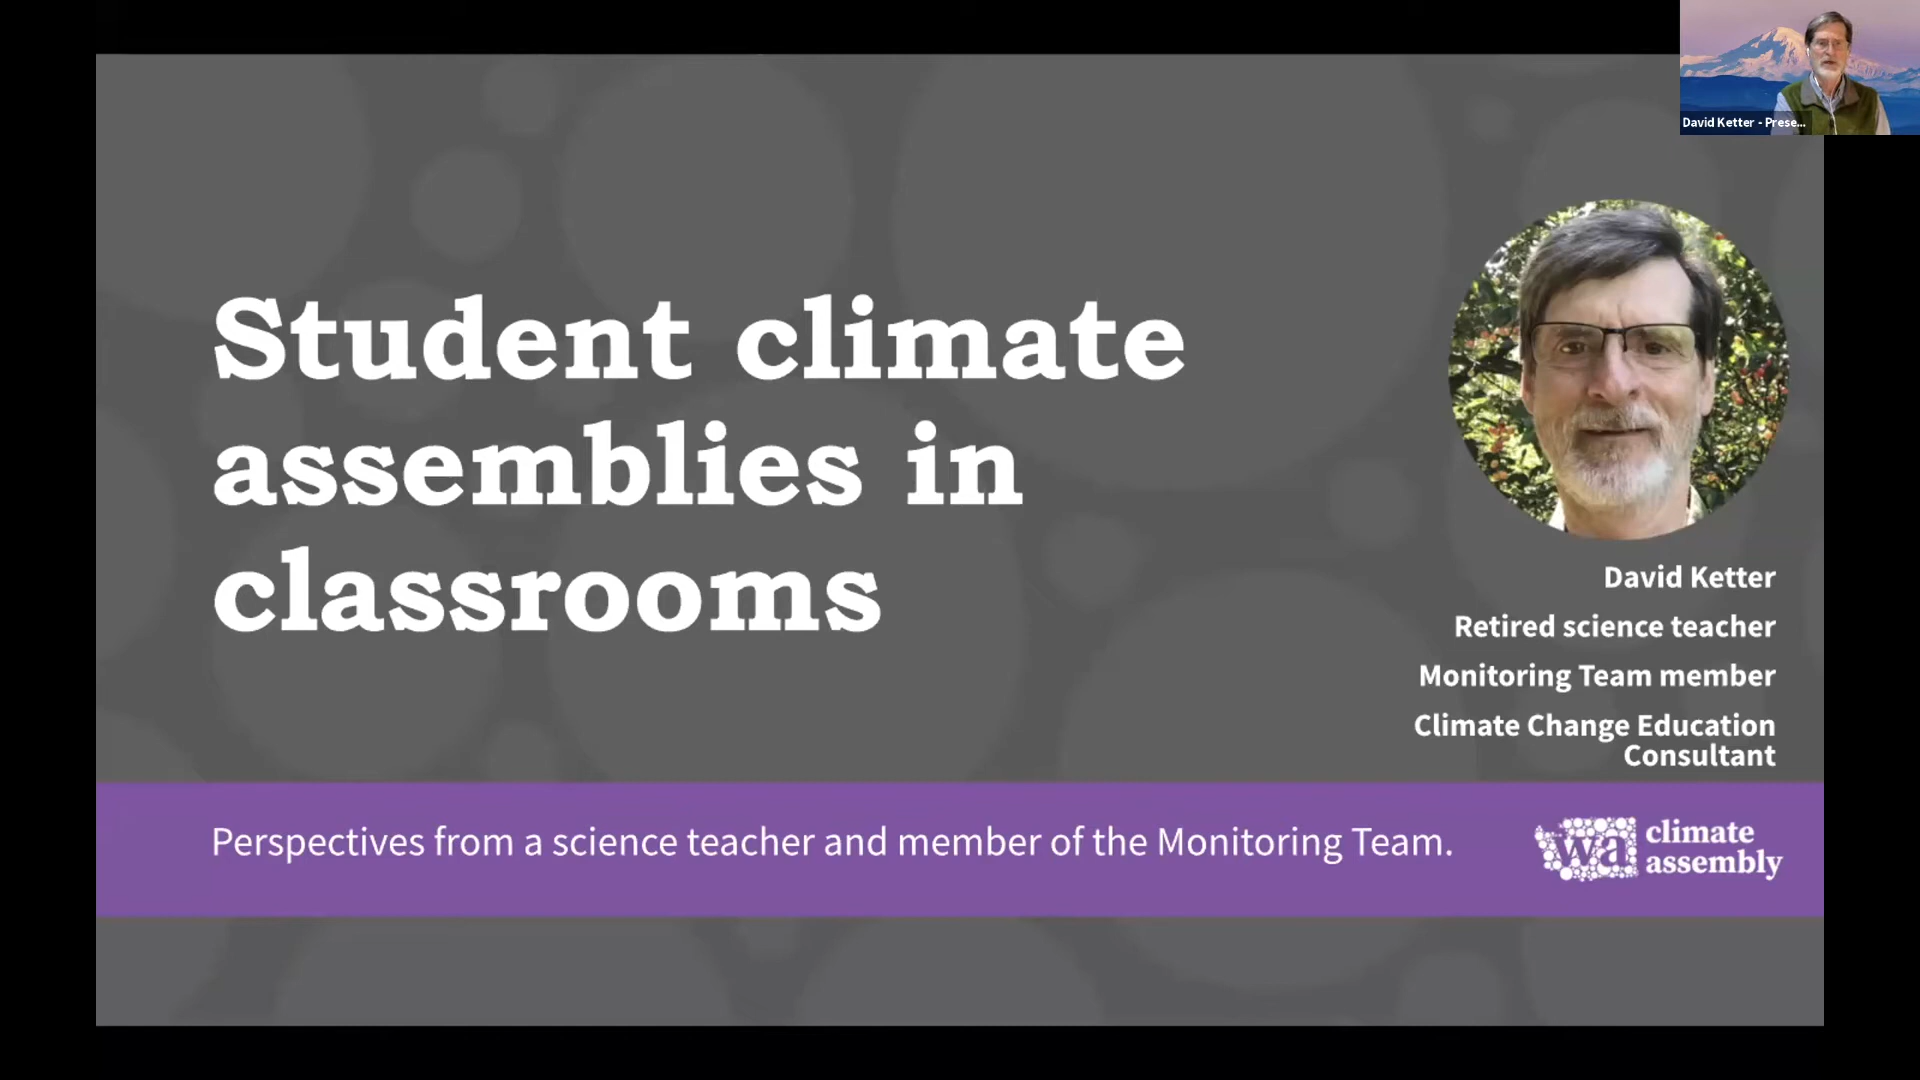 David Ketter - Prese...
Student climate
assemblies in
classrooms
David Ketter
Retired science teacher
Monitoring Team member
Climate Change Education
Consultant
Perspectives from a science teacher and member of the Monitoring Team.
wa climate
assembly